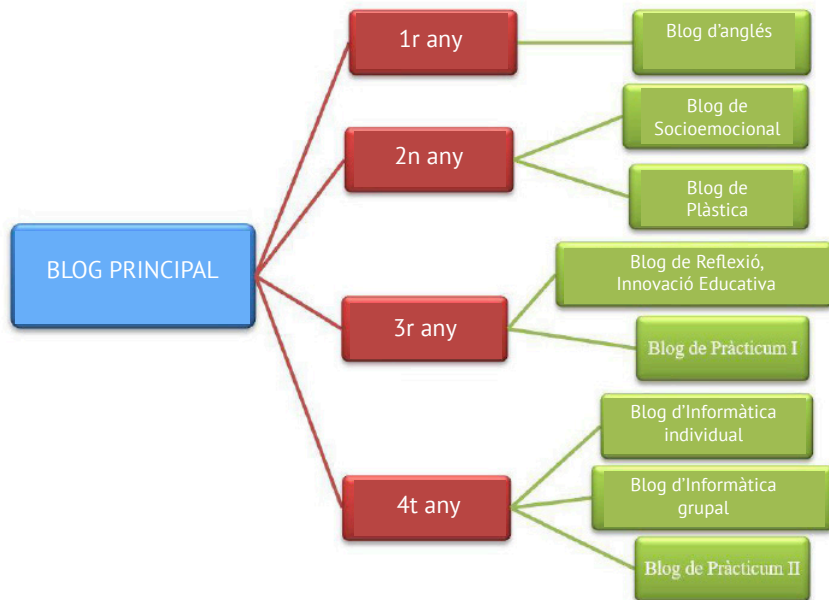 1r any
Blog d'anglés
2n any
Blog de
Socioemocional
Blog de
Plàstica
BLOG PRINCIPAL
3r any
Blog de Reflexió,
Innovació Educativa
Blog de Pràcticum I
4t any
Blog d'Informàtica
individual
Blog d'Informàtica
grupal
Blog de Pràcticum II